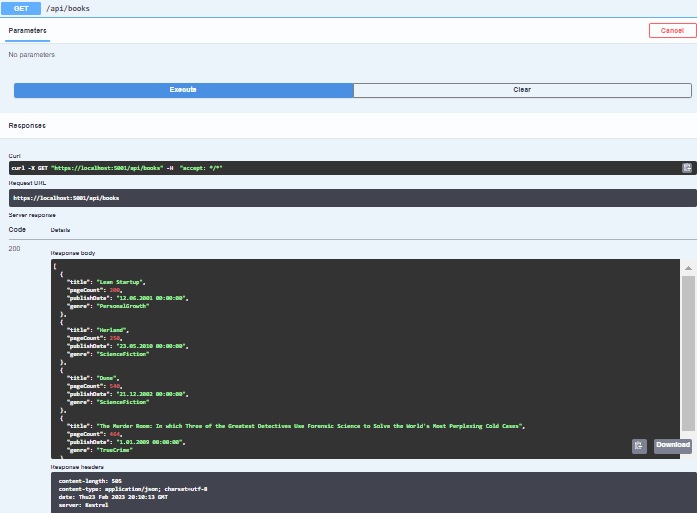 GET /api/books
Parameters
Cancel
No parameters
Execute
Clear
Responses
Curl
curl -X GET "https://localhost:5001/api/books" -H "accept: */*"
Request URL
https://localhost:5001/api/books
Server response
Code
Details
200
Response body
[
{
"title": "Lean Startup",
"pageCount": 200,
"publishDate": "12.06.2001 00:00:00",
"genre": "PersonalGrowth"
},
{
"title": "Herland",
"pageCount": 250,
"publishDate": "23.05.2010 00:00:00",
"genre": "ScienceFiction"
},
{
"title": "Dune",
"pageCount": 540,
"publishDate": "21.12.2002 00:00:00",
"genre": "ScienceFiction"
},
{
"title": "The Murder Room: In which Three of the Greatest Detectives Use Forensic Science to Solve the World's Most Perplexing Cold Cases",
"pageCount": 464,
"publishDate": "1.01.2009 00:00:00",
"genre": "TrueCrime"
Download
Response headers
content-length: 505
content-type: application/json; charset=utf-8
date: Thu23 Feb 2023 20:10:13 GMT
server: Kestrel